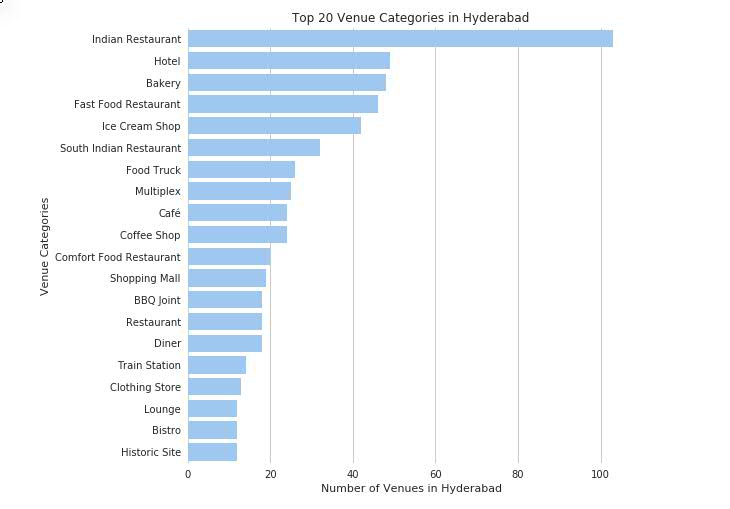 Top 20 Venue Categories in Hyderabad
Venue Categories
Indian Restaurant
Hotel
Bakery
Fast Food Restaurant
Ice Cream Shop
South Indian Restaurant
Food Truck
Multiplex
Café
Coffee Shop
Comfort Food Restaurant
Shopping Mall
BBQ Joint
Restaurant
Diner
Train Station
Clothing Store
Lounge
Bistro
Historic Site
0 20 40 60 80 100
Number of Venues in Hyderabad